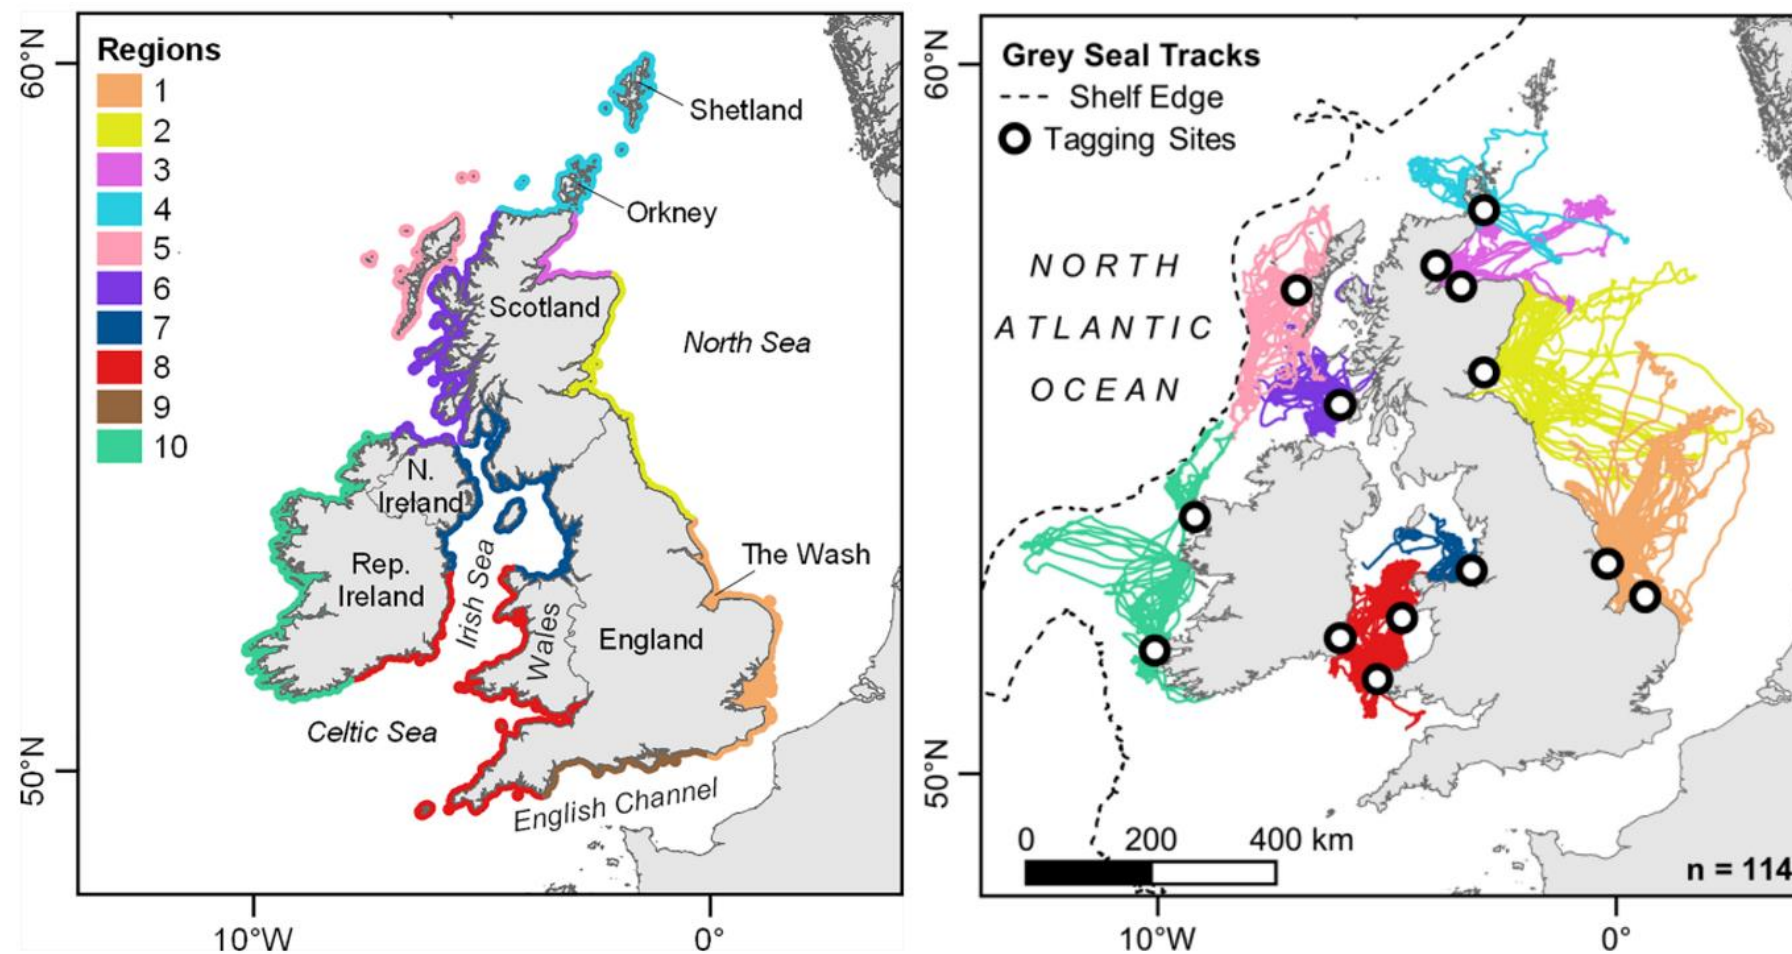 60°N
50°N
Regions
1
2
3
4
5
6
7
8
9
10
Shetland
Orkney
Scotland
North Sea
N.
Ireland
The Wash
Rep.
Ireland
Irish Sea
Wales
England
Celtic Sea
English Channel
10°W
0°
60°N
50°N
Grey Seal Tracks
Shelf Edge
Tagging Sites
NORTH
ATLANTIC
OCEAN
0 200 400 km
n = 114
10°W
0°